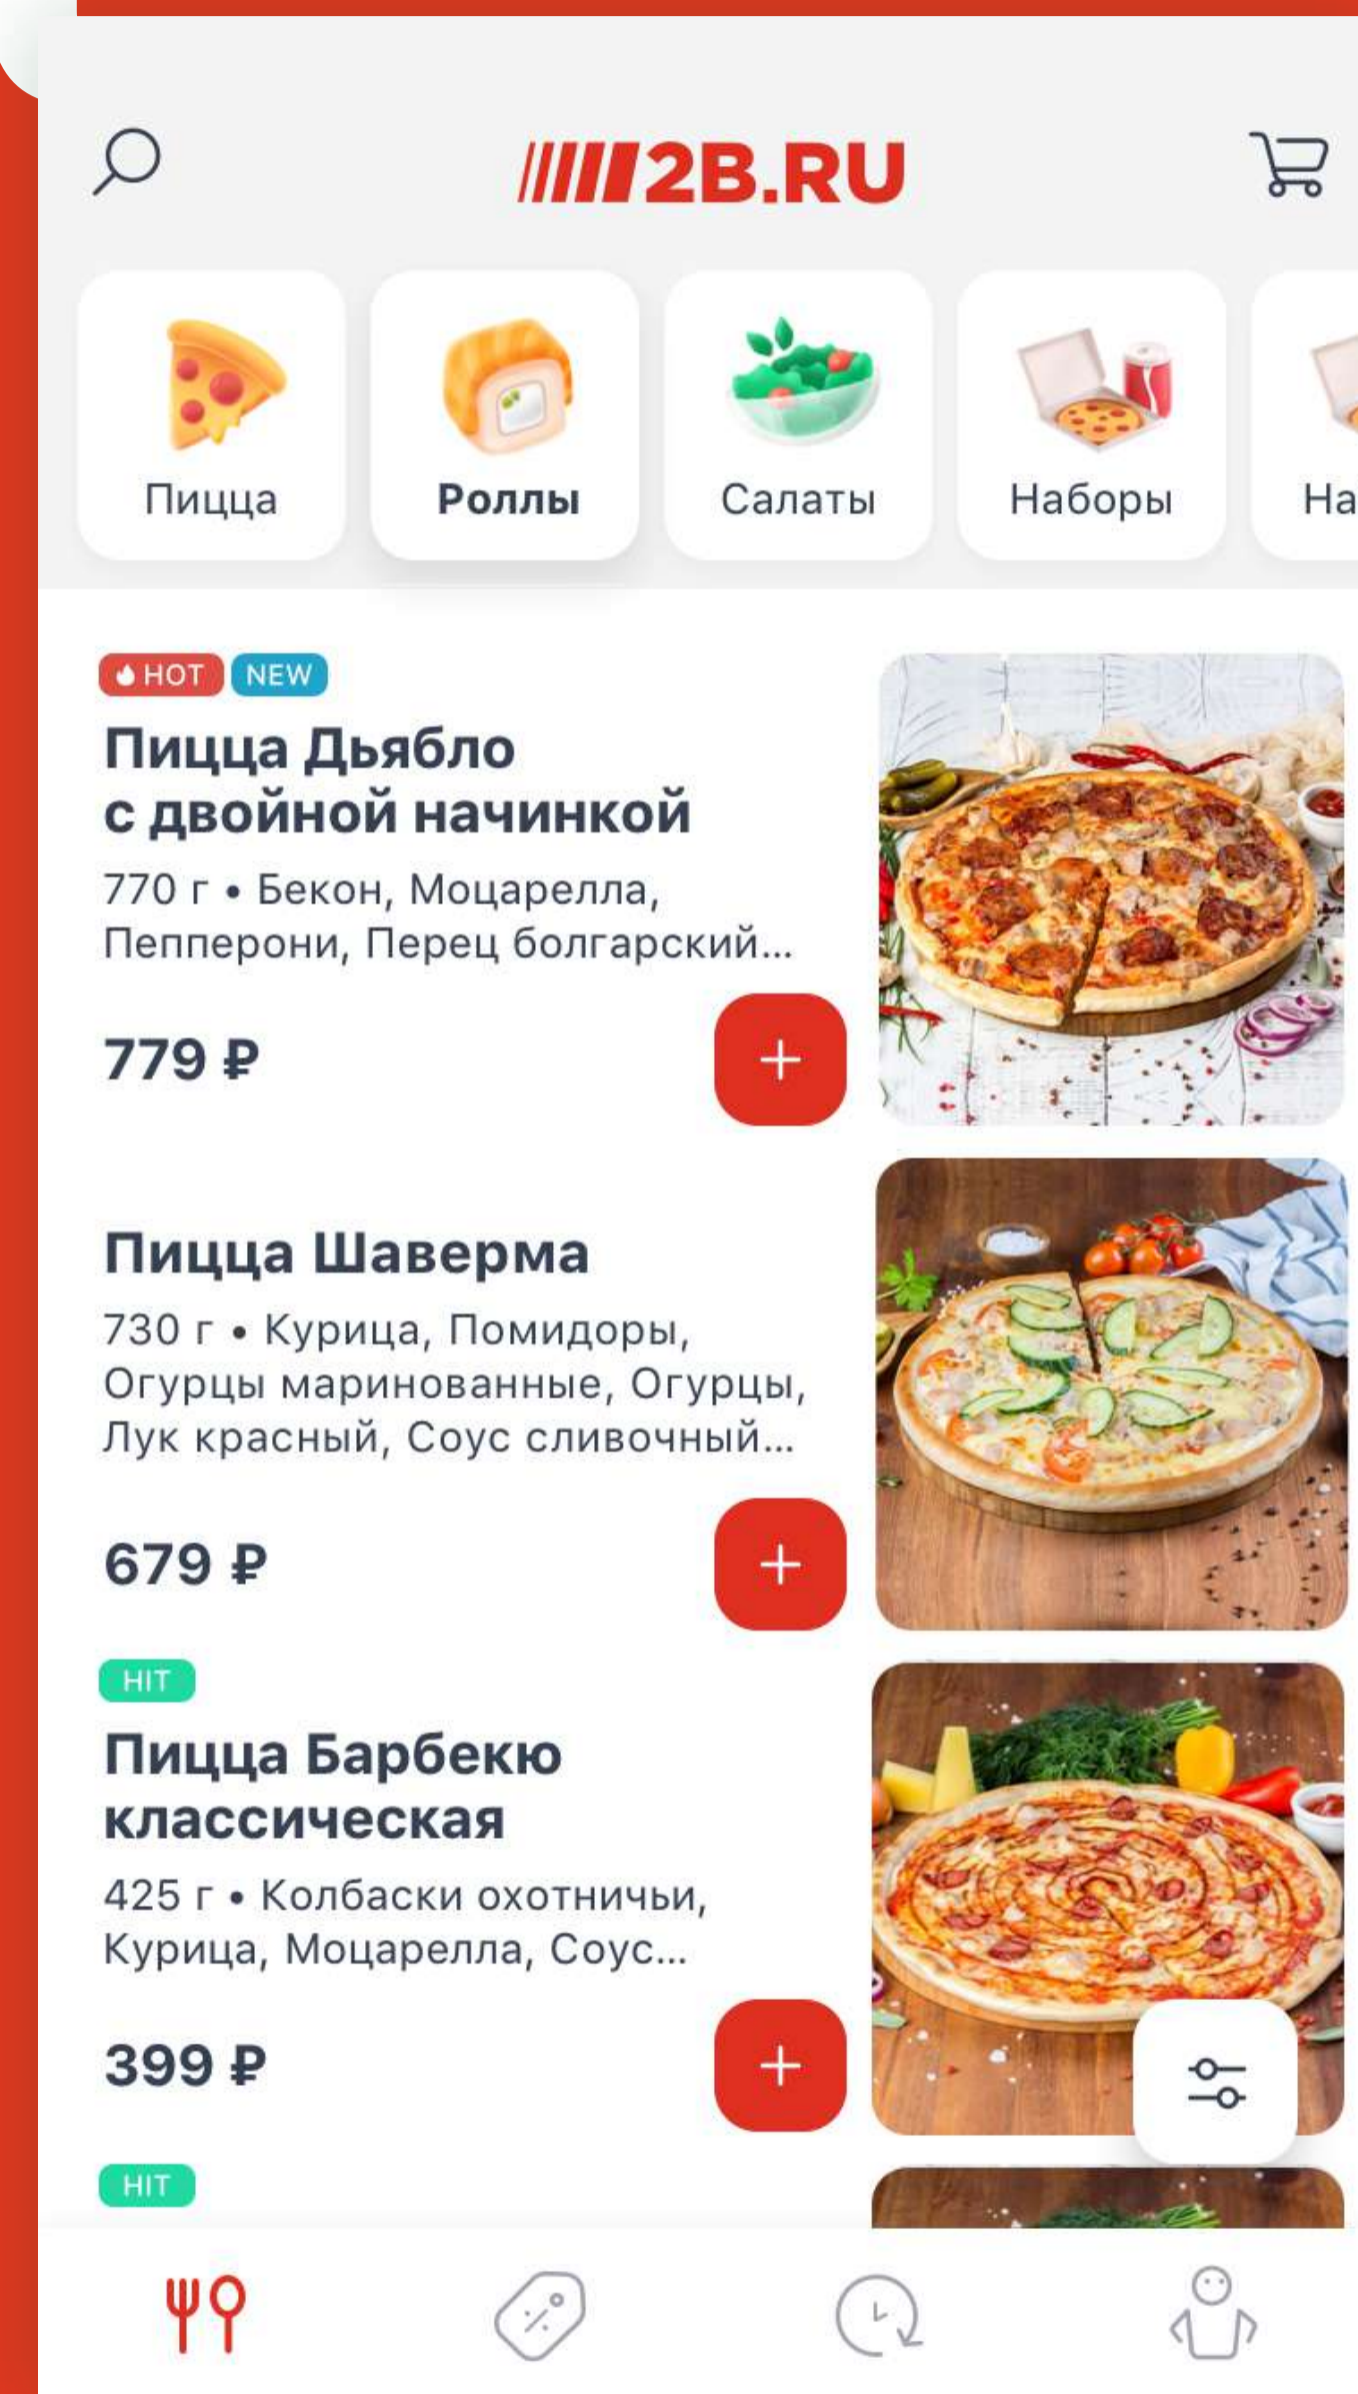 2B.RU
Пицца
Роллы
Салаты
Наборы
На
HOT NEW
Пицца Дьябло
с двойной начинкой
770 г • Бекон, Моцарелла,
Пепперони, Перец болгарский...
779 ₽
Пицца Шаверма
730 г • Курица, Помидоры,
Огурцы маринованные, Огурцы,
Лук красный, Соус сливочный...
679 ₽
HIT
Пицца Барбекю
классическая
425 г • Колбаски охотничьи,
Курица, Моцарелла, Соус...
399 ₽
HIT